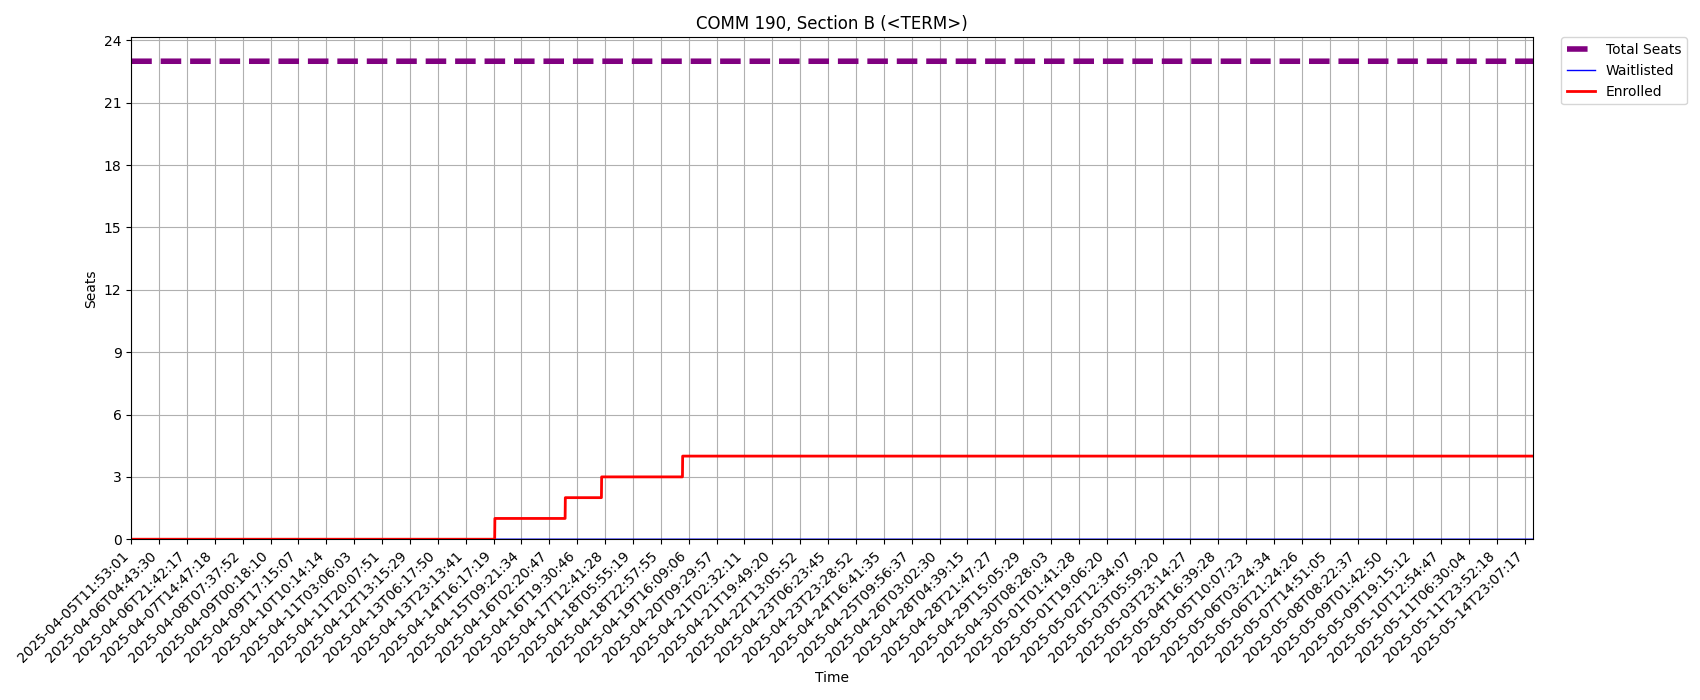 COMM 190, Section B (<TERM>)
Total Seats
Waitlisted
Enrolled
Seats
24
21
18
15
12
9
6
3
0
2025-04-05T11:53:01
2025-04-06T04:43:30
2025-04-06T21:42:17
2025-04-07T14:47:18
2025-04-08T07:37:52
2025-04-09T00:18:10
2025-04-09T17:15:07
2025-04-10T10:14:14
2025-04-11T03:06:03
2025-04-11T20:07:51
2025-04-12T13:15:29
2025-04-13T06:17:50
2025-04-13T23:13:41
2025-04-14T16:17:19
2025-04-15T09:21:34
2025-04-16T02:20:47
2025-04-16T19:30:46
2025-04-17T12:41:28
2025-04-18T05:55:19
2025-04-18T22:57:55
2025-04-19T16:09:06
2025-04-20T09:29:57
2025-04-21T02:32:11
2025-04-21T19:49:20
2025-04-22T13:05:52
2025-04-23T06:23:45
2025-04-23T23:28:52
2025-04-24T16:41:35
2025-04-25T09:56:37
2025-04-26T03:02:30
2025-04-28T04:39:15
2025-04-28T21:47:27
2025-04-29T15:05:29
2025-04-30T08:28:03
2025-05-01T01:41:28
2025-05-01T19:06:20
2025-05-02T12:34:07
2025-05-03T05:59:20
2025-05-03T23:14:27
2025-05-04T16:39:28
2025-05-05T10:07:23
2025-05-06T03:24:34
2025-05-06T21:24:26
2025-05-07T14:51:05
2025-05-08T08:22:37
2025-05-09T01:42:50
2025-05-09T19:15:12
2025-05-10T12:54:47
2025-05-11T06:30:04
2025-05-11T23:52:18
2025-05-14T23:07:17
Time